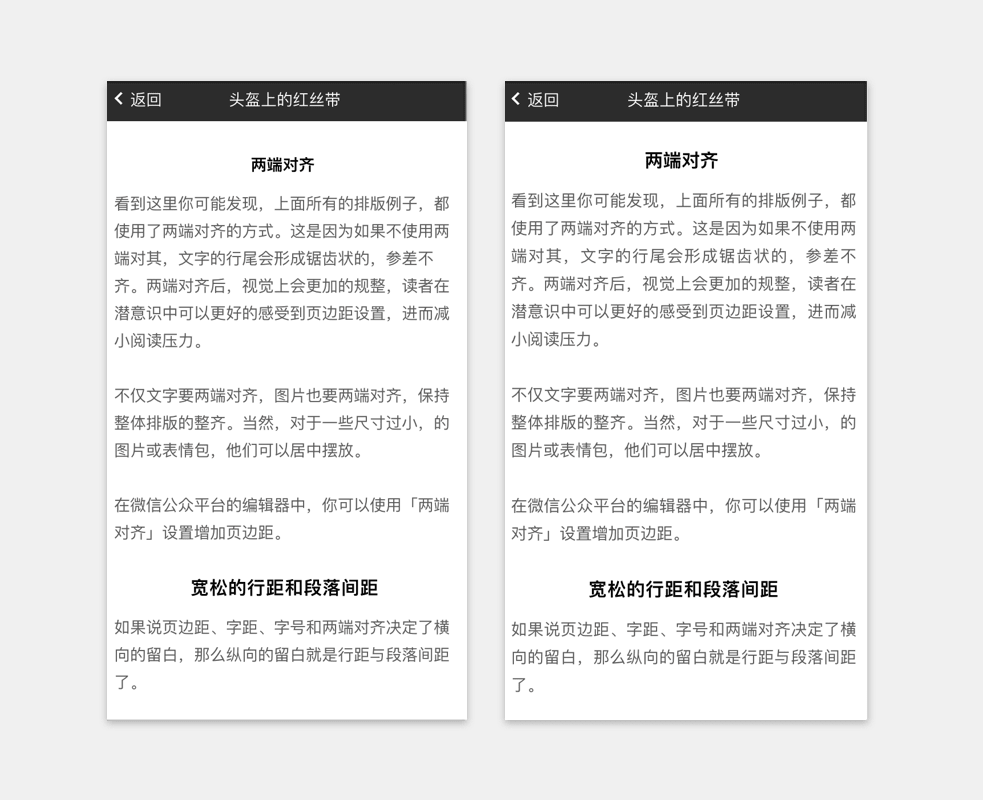 返回 头盔上的红丝带
两端对齐
看到这里你可能发现，上面所有的排版例子，都
使用了两端对齐的方式。这是因为如果不使用两
端对其，文字的行尾会形成锯齿状的，参差不
齐。两端对齐后，视觉上会更加的规整，读者在
潜意识中可以更好的感受到页边距设置，进而减
小阅读压力。
不仅文字要两端对齐，图片也要两端对齐，保持
整体排版的整齐。当然，对于一些尺寸过小，的
图片或表情包，他们可以居中摆放。
在微信公众平台的编辑器中，你可以使用「两端
对齐」设置增加页边距。
宽松的行距和段落间距
如果说页边距、字距、字号和两端对齐决定了横
向的留白，那么纵向的留白就是行距与段落间距
了。
返回 头盔上的红丝带
两端对齐
看到这里你可能发现，上面所有的排版例子，都
使用了两端对齐的方式。这是因为如果不使用两
端对其，文字的行尾会形成锯齿状的，参差不
齐。两端对齐后，视觉上会更加的规整，读者在
潜意识中可以更好的感受到页边距设置，进而减
小阅读压力。
不仅文字要两端对齐，图片也要两端对齐，保持
整体排版的整齐。当然，对于一些尺寸过小，的
图片或表情包，他们可以居中摆放。
在微信公众平台的编辑器中，你可以使用「两端
对齐」设置增加页边距。
宽松的行距和段落间距
如果说页边距、字距、字号和两端对齐决定了横
向的留白，那么纵向的留白就是行距与段落间距
了。